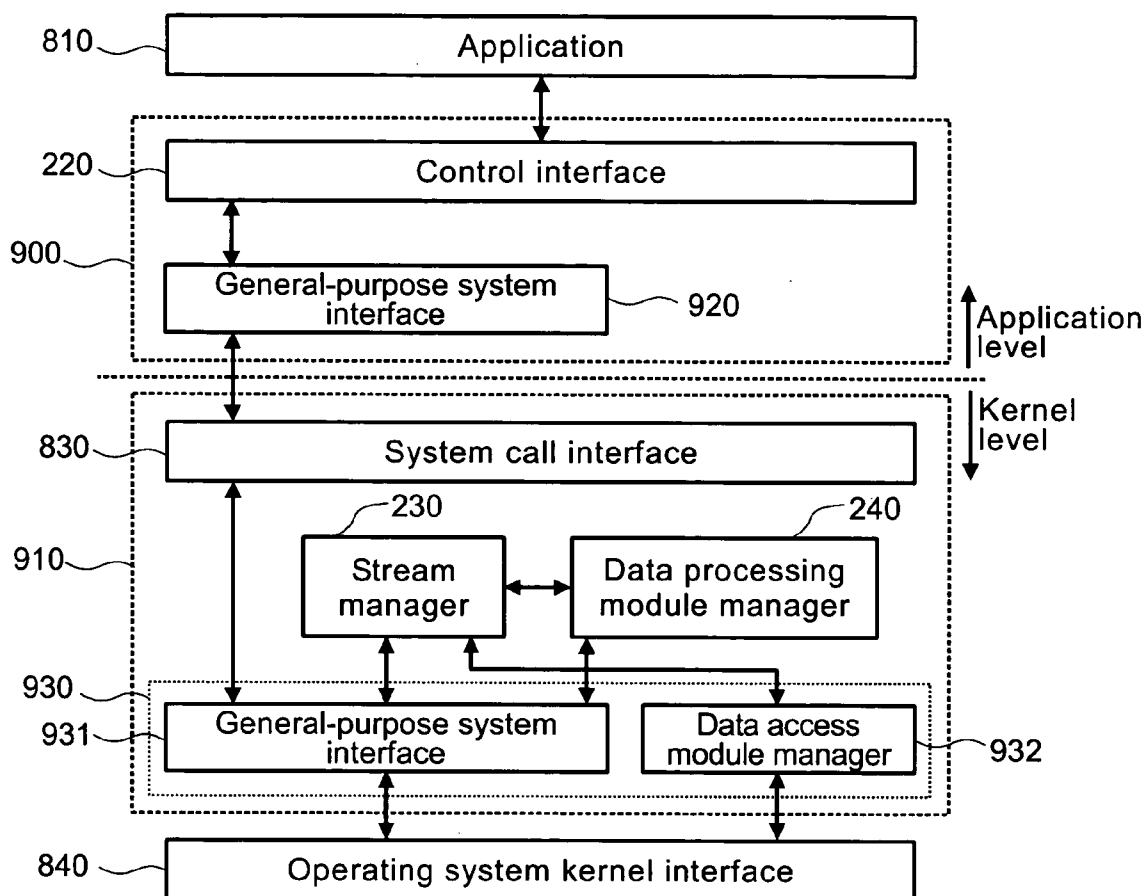 810
Application
220
Control interface
900
General-purpose system
interface
920
Application
level
Kernel
level
830
System call interface
230
240
910
Stream
manager
Data processing
module manager
930
931
General-purpose system
interface
Data access
module manager
932
840
Operating system kernel interface